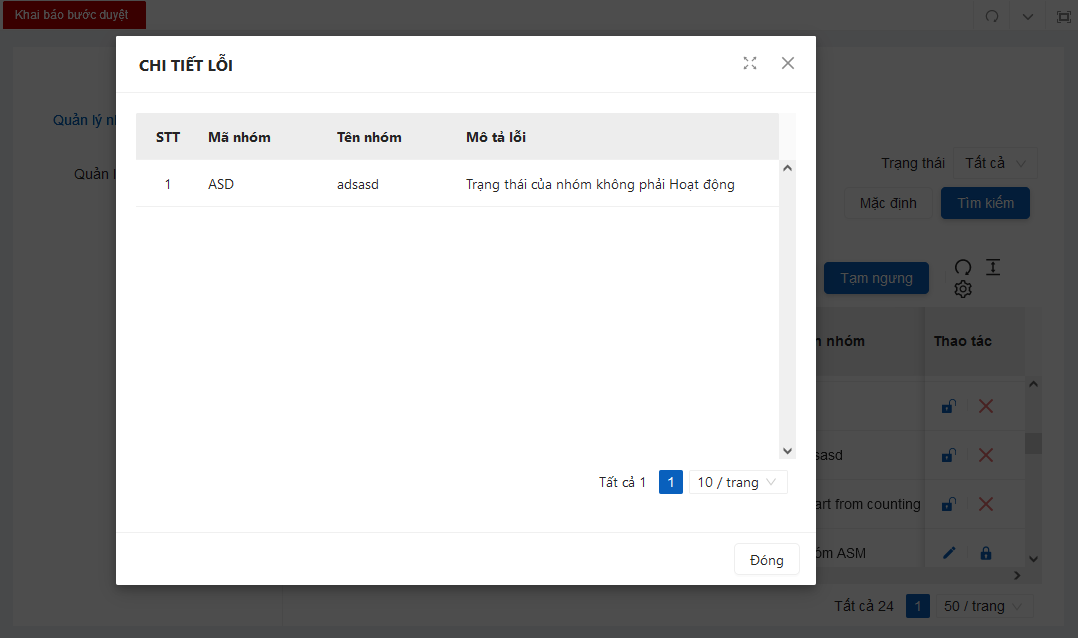 Khai báo bước duyệt
CHI TIẾT LỖI
STT Mã nhóm Tên nhóm Mô tả lỗi
1 ASD adsasd Trạng thái của nhóm không phải Hoạt động
Tất cả 1 1 10 / trang
Đóng
Quản lý
Quản
Trạng thái Tất cả
Mặc định Tìm kiếm
Tạm ngưng
nhóm Thao tác
sasd
art from counting
óm ASM
Tất cả 24 1 50 / trang